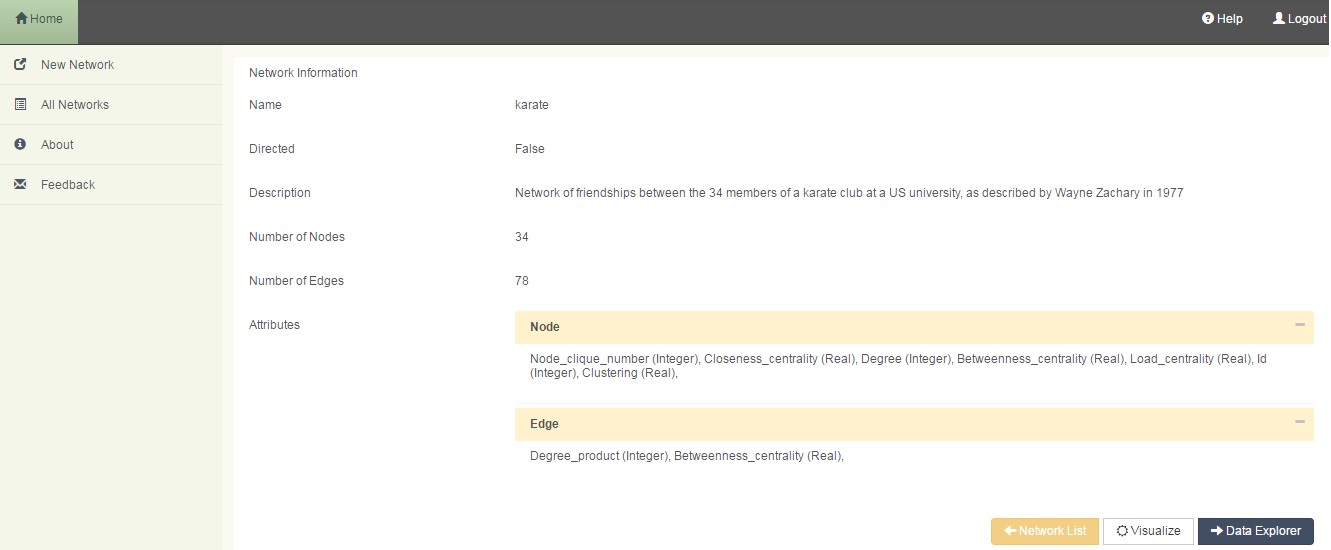 Home
Help
Logout
New Network
All Networks
About
Feedback
Network Information
Name karate
Directed False
Description Network of friendships between the 34 members of a karate club at a US university, as described by Wayne Zachary in 1977
Number of Nodes 34
Number of Edges 78
Attributes
Node
Node_clique_number (Integer), Closeness_centrality (Real), Degree (Integer), Betweenness_centrality (Real), Load_centrality (Real), Id
(Integer), Clustering (Real),
Edge
Degree_product (Integer), Betweenness_centrality (Real),
Network List
Visualize
Data Explorer